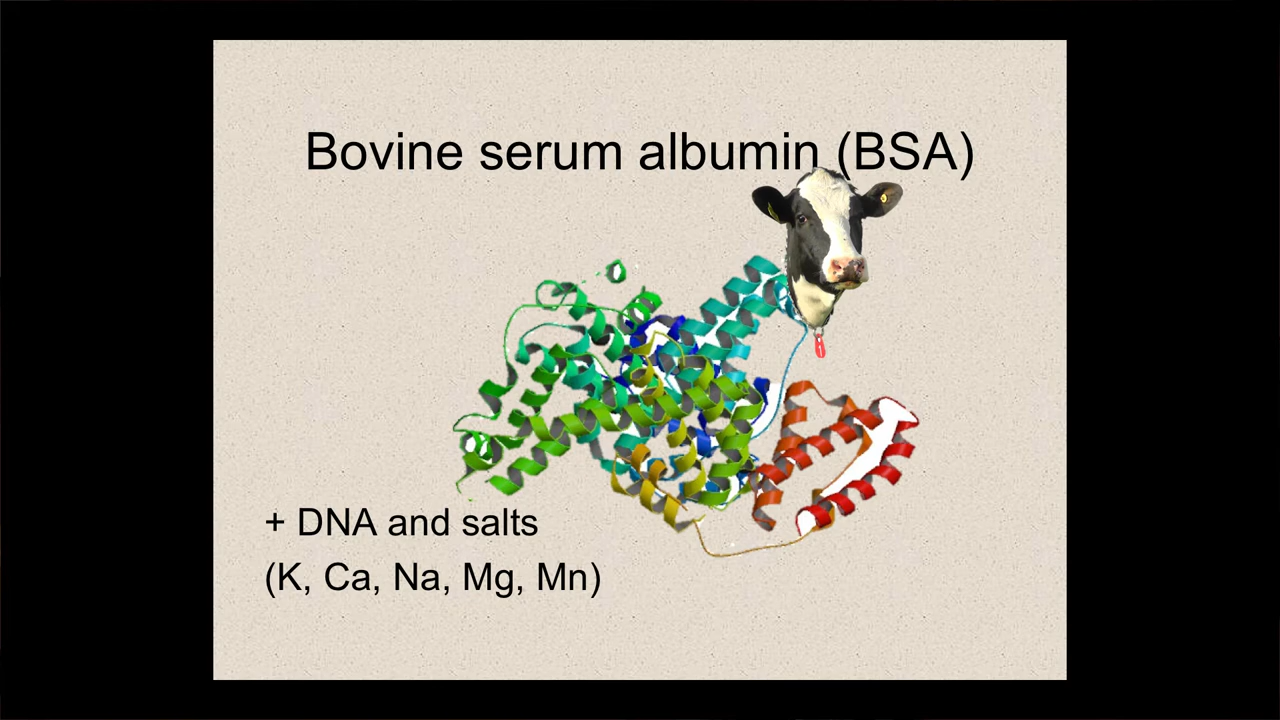 Bovine serum albumin (BSA)
+ DNA and salts
(K, Ca, Na, Mg, Mn)